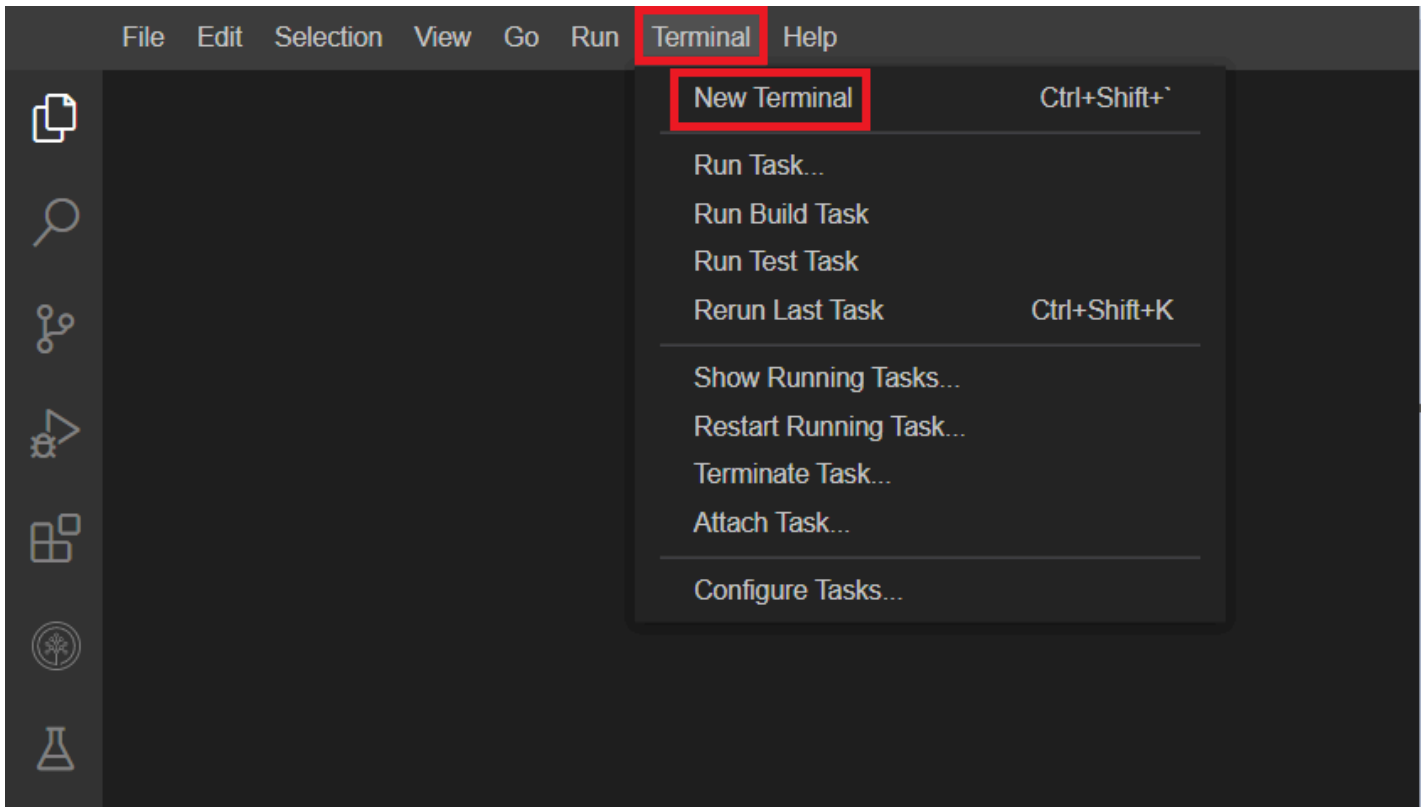 File Edit Selection View Go Run Terminal Help
New Terminal Ctrl+Shift+`
Run Task...
Run Build Task
Run Test Task
Rerun Last Task Ctrl+Shift+K
Show Running Tasks...
Restart Running Task...
Terminate Task...
Attach Task...
Configure Tasks...